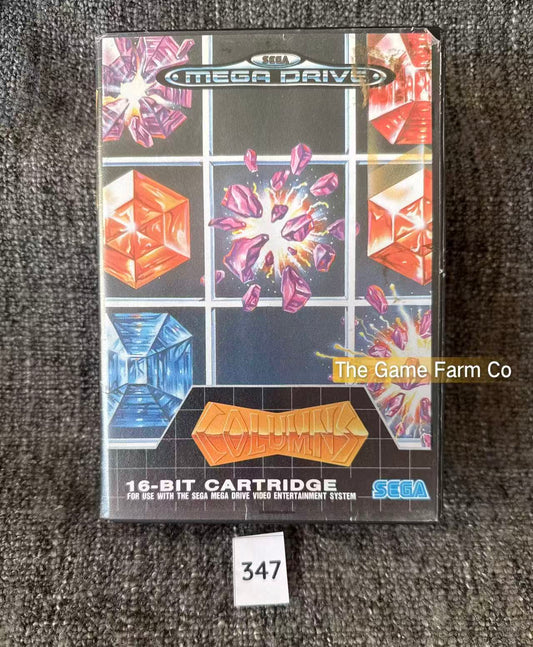 SEGA
MEGA DRIVE
The Game Farm Co
COLUMNS
16-BIT CARTRIDGE
FOR USE WITH THE SEGA MEGA DRIVE VIDEO ENTERTAINMENT SYSTEM
SEGA
347